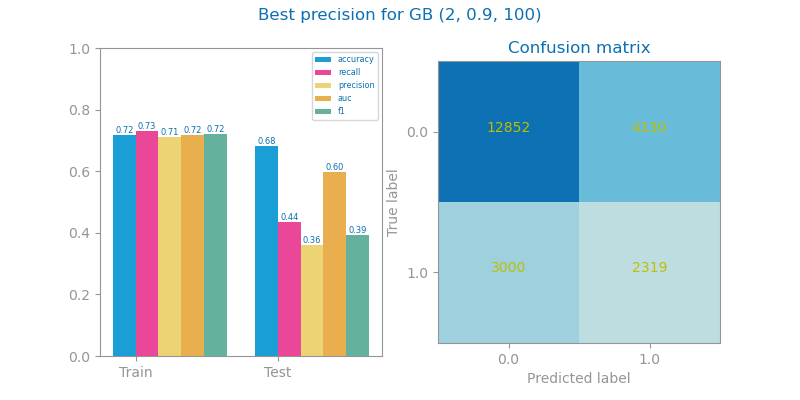 Best precision for GB (2, 0.9, 100)
1.0
0.8
0.6
0.4
0.2
0.0
0.72
0.73
0.71
0.72
0.72
0.68
0.44
0.36
0.60
0.39
accuracy
recall
precision
auc
f1
Train
Test
Confusion matrix
True label
0.0
1.0
12852
4130
3000
2319
0.0
1.0
Predicted label